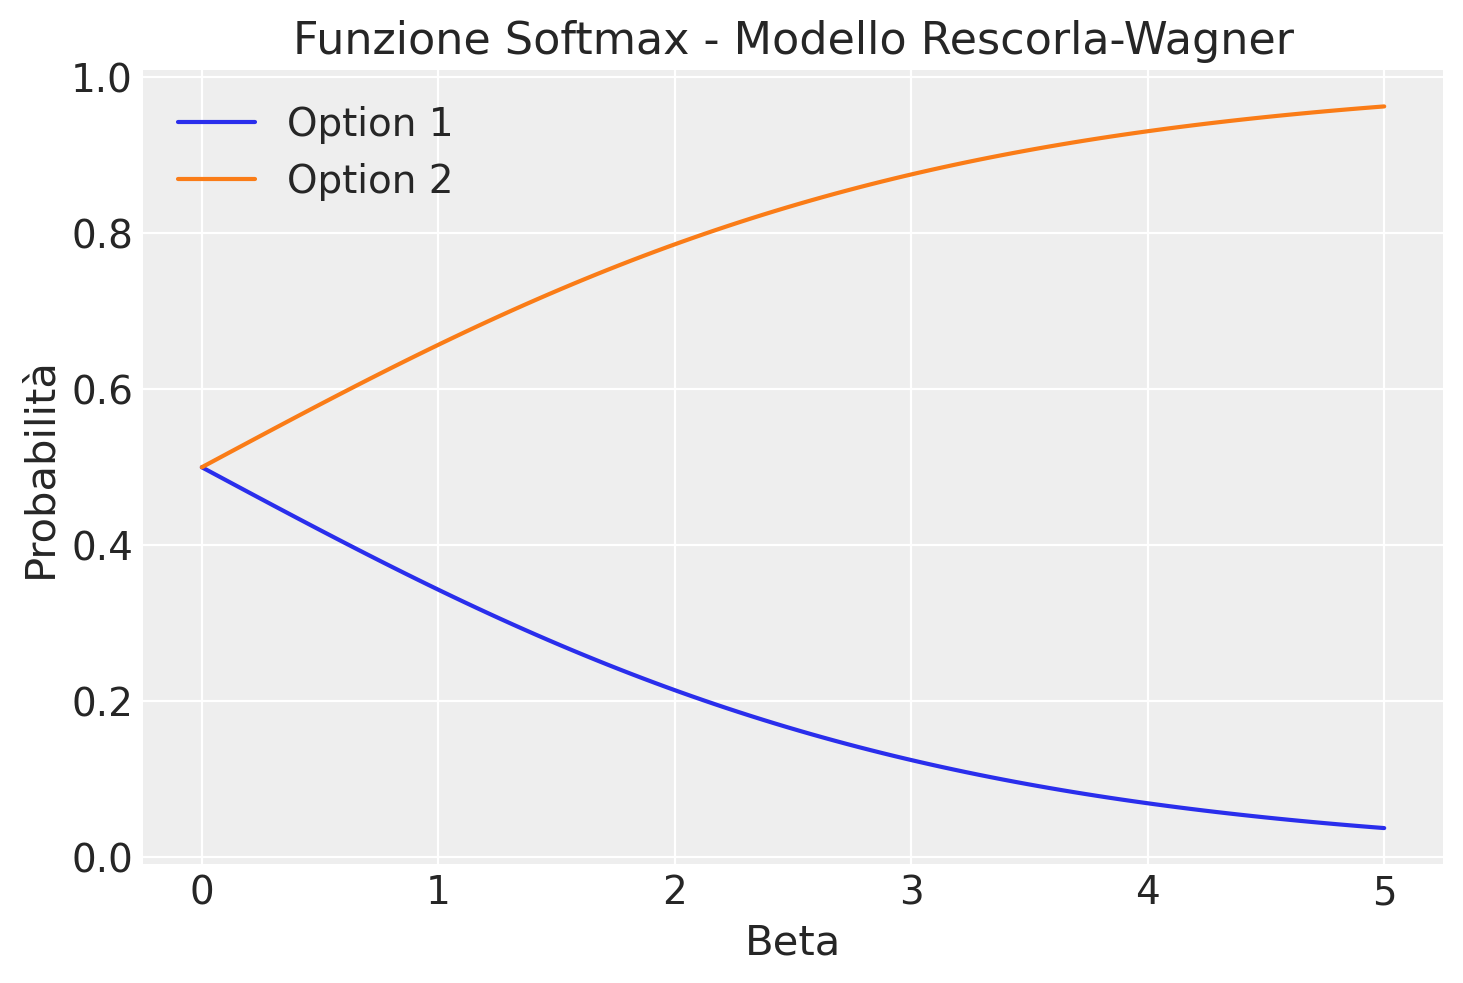 Funzione Softmax - Modello Rescorla-Wagner
1.0
0.8
0.6
0.4
0.2
0.0
Probabilità
Option 1
Option 2
0 1 2 3 4 5
Beta